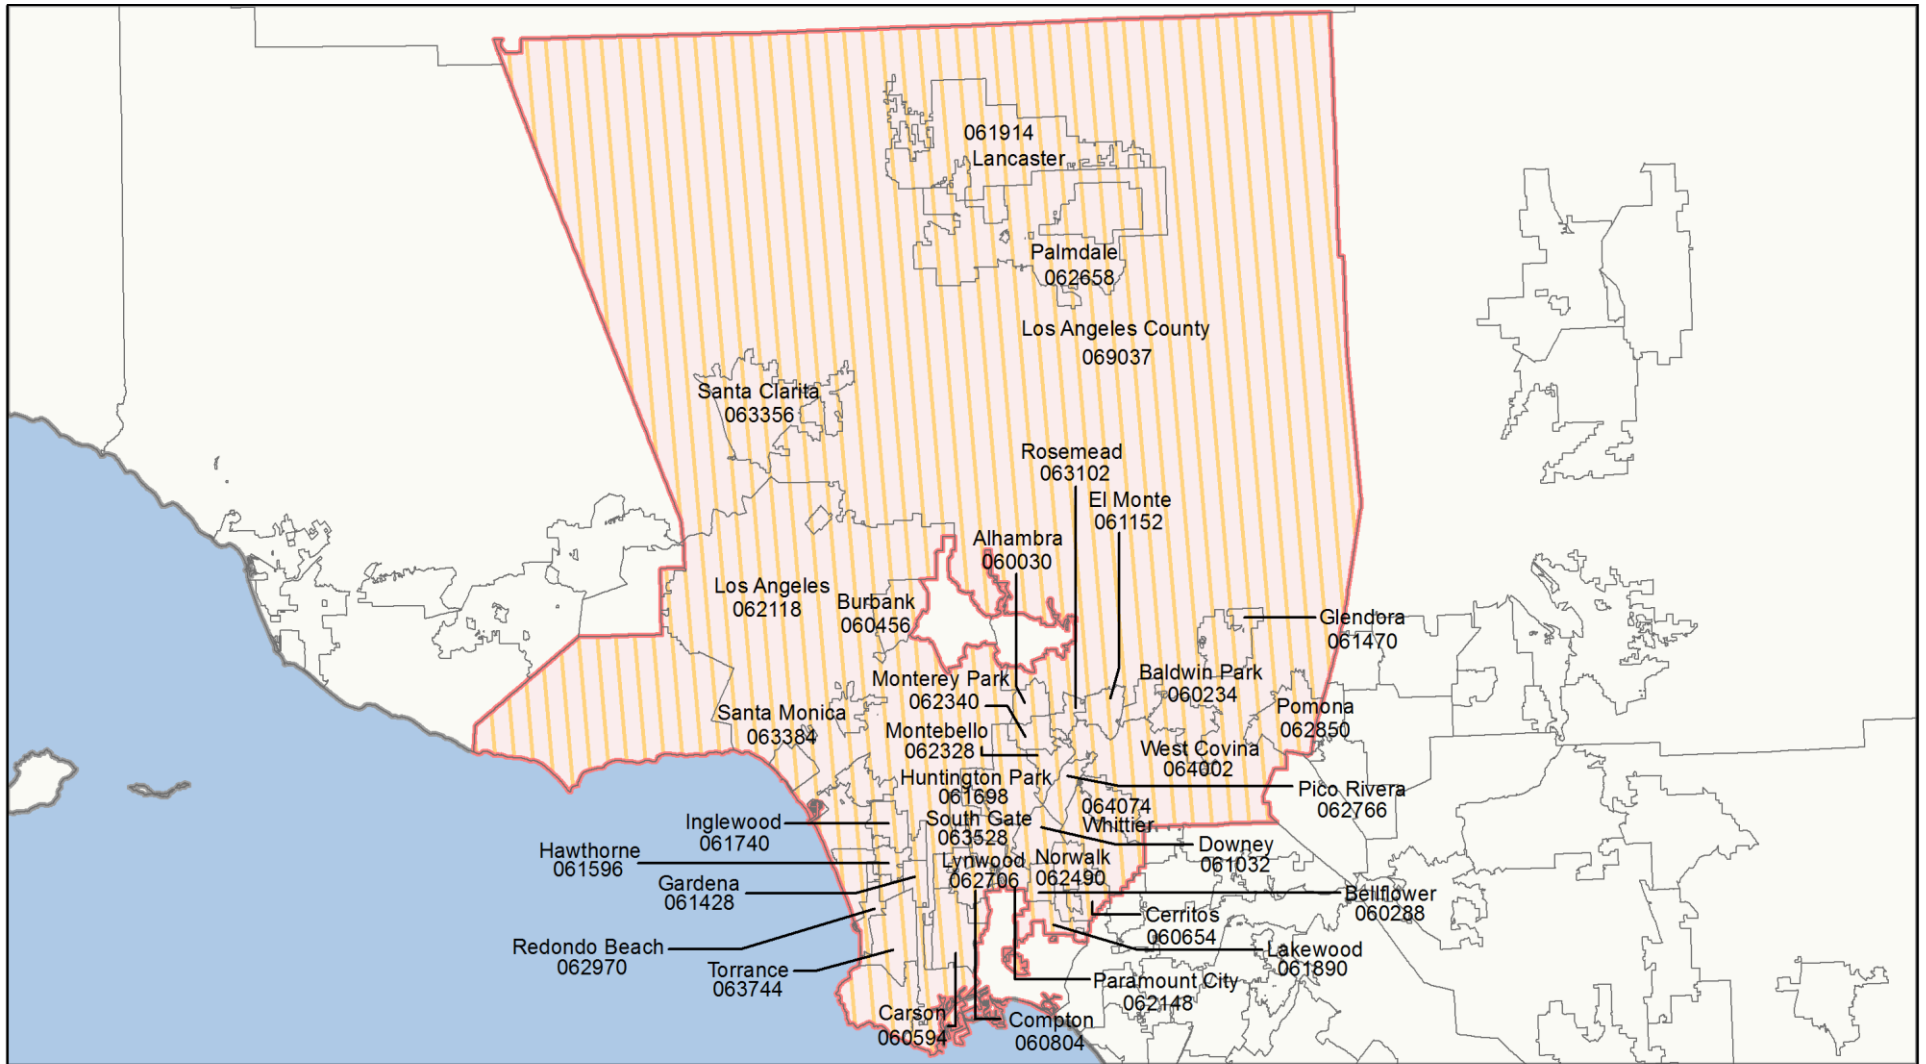 061914
Lancaster
Palmdale
062658
Los Angeles County
069037
Santa Clarita
063356
Rosemead
063102
El Monte
061152
Alhambra
060030
Los Angeles
062118
Burbank
060456
Glendora
061470
Monterey Park
062340
Baldwin Park
060234
Santa Monica
063384
Pomona
062850
Montebello
062328
West Covina
064002
Huntington Park
061698
Pico Rivera
062766
064074
Whittier
Inglewood
061740
South Gate
063528
Hawthorne
061596
Lynwood
062706
Norwalk
062490
Downey
061032
Gardena
061428
Bellflower
060288
Cerritos
060654
Redondo Beach
062970
Lakewood
061890
Torrance
063744
Paramount City
062148
Carson
060594
Compton
060804